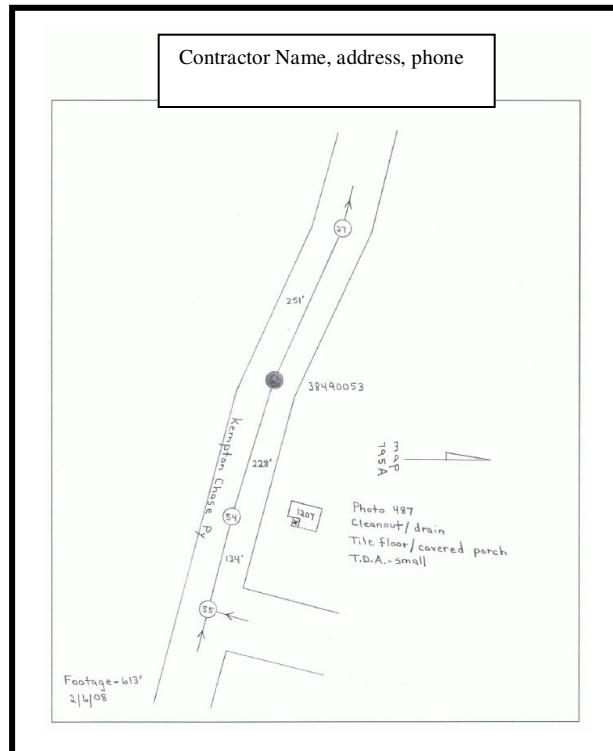 Contractor Name, address, phone
27
251'
38490053
Kempton Chase Py
228'
map
795A
54
1207
Photo 487
Cleanout/drain
Tile floor/covered porch
T.D.A.-small
134'
55
Footage-613'
2/6/08